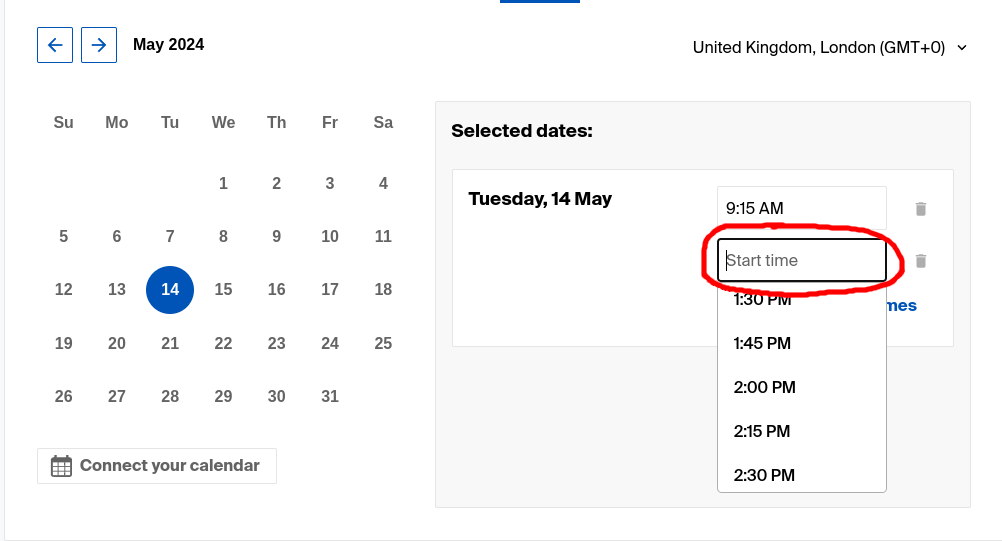 May 2024
United Kingdom, London (GMT+0)
Su Mo Tu We Th Fr Sa
1 2 3 4
5 6 7 8 9 10 11
12 13 14 15 16 17 18
19 20 21 22 23 24 25
26 27 28 29 30 31
Connect your calendar
Selected dates:
Tuesday, 14 May
9:15 AM
Start time
1:30 PM
1:45 PM
2:00 PM
2:15 PM
2:30 PM